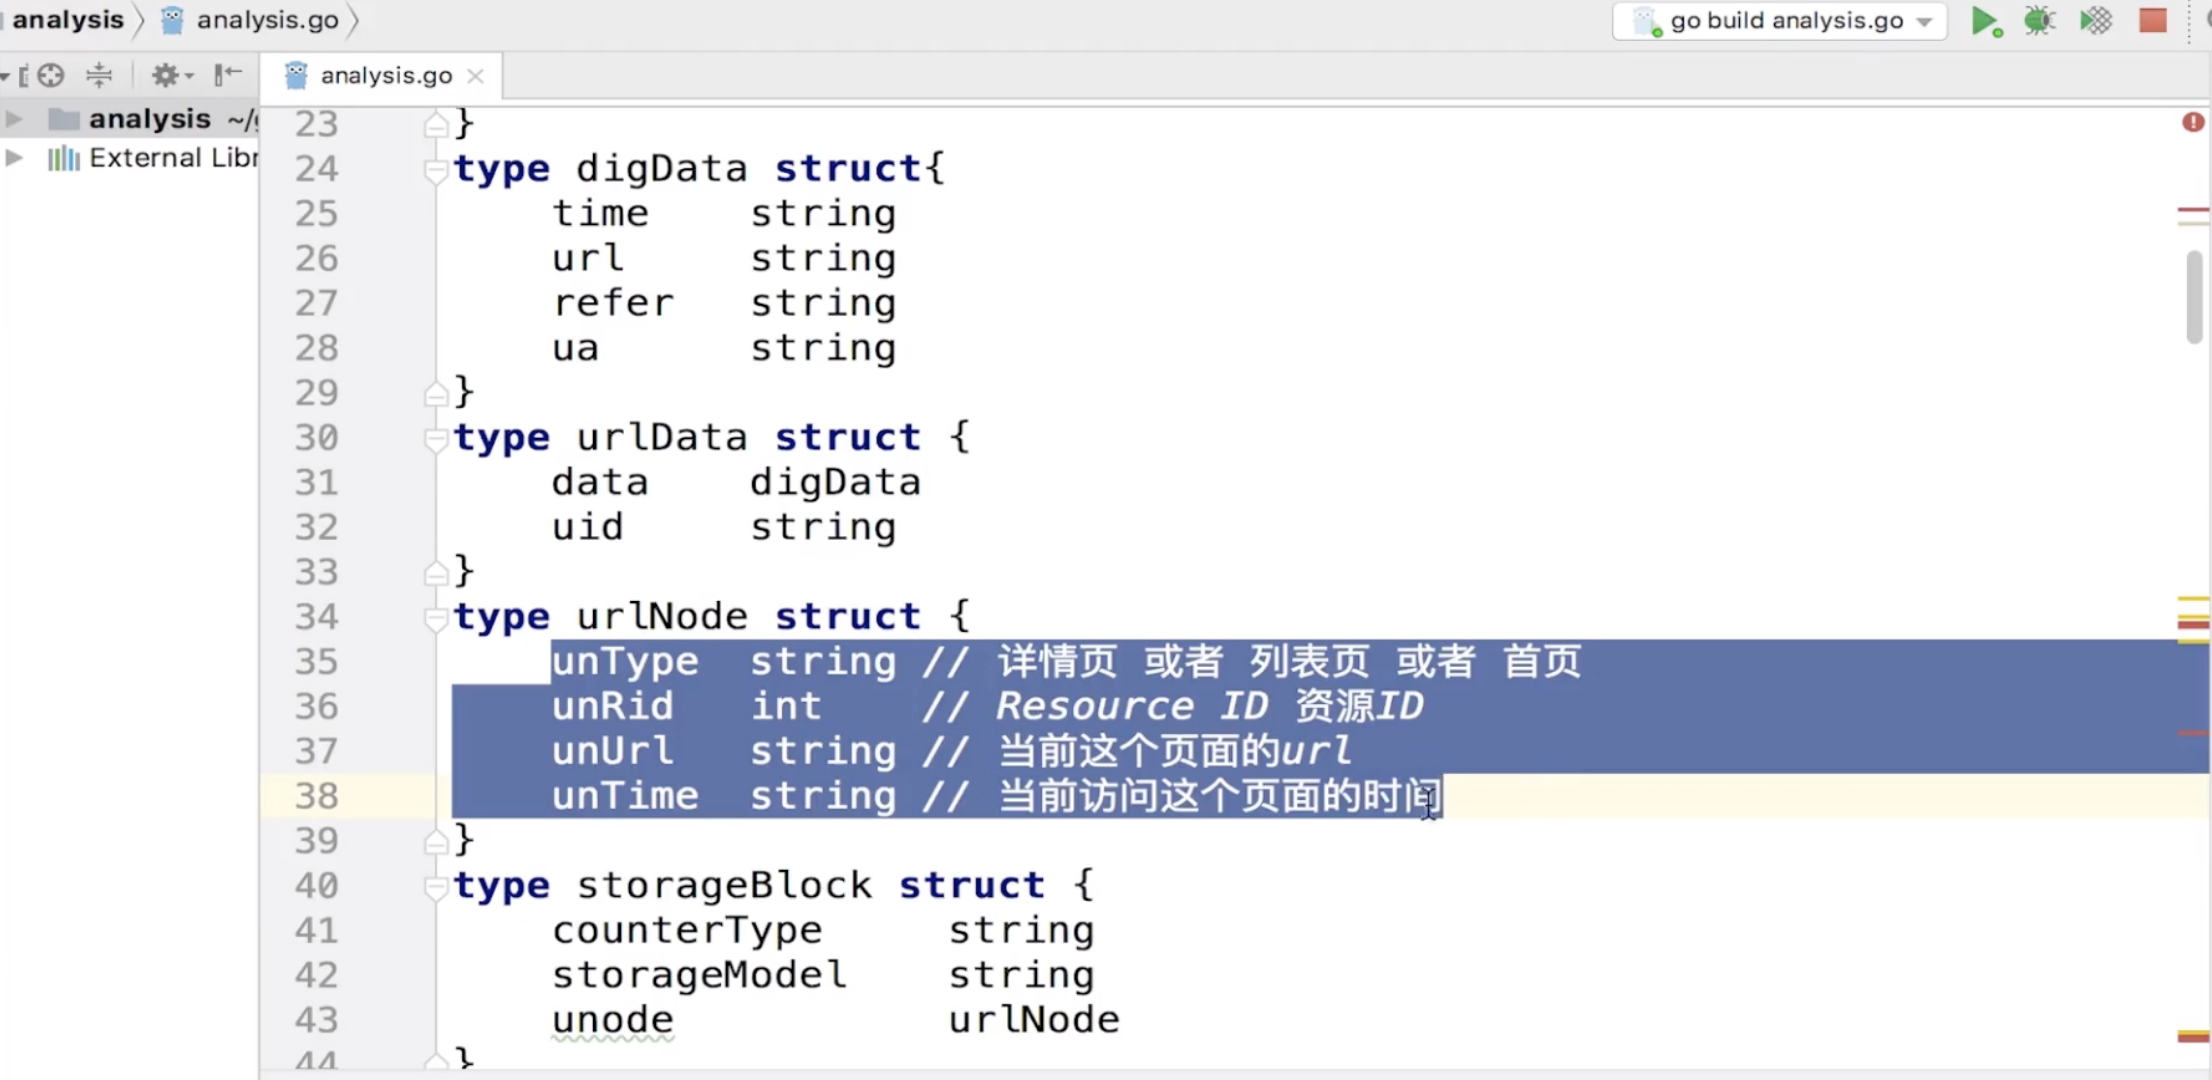 analysis analysis.go go build analysis.go
analysis.go
analysis ~/
External Libr
23 }
24 type digData struct{
25 time string
26 url string
27 refer string
28 ua string
29 }
30 type urlData struct {
31 data digData
32 uid string
33 }
34 type urlNode struct {
35 unType string // 详情页 或者 列表页 或者 首页
36 unRid int // Resource ID 资源ID
37 unUrl string // 当前这个页面的url
38 unTime string // 当前访问这个页面的时间
39 }
40 type storageBlock struct {
41 counterType string
42 storageModel string
43 unode urlNode
44 }